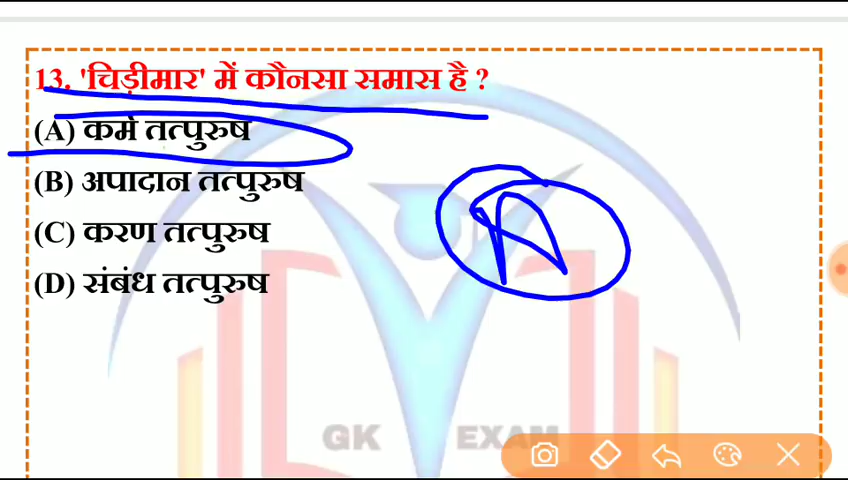 13. 'चिड़ीमार' में कौनसा समास है ?
(A) कर्म तत्पुरुष
(B) अपादान तत्पुरुष
(C) करण तत्पुरुष
(D) संबंध तत्पुरुष
A
GK EXAM